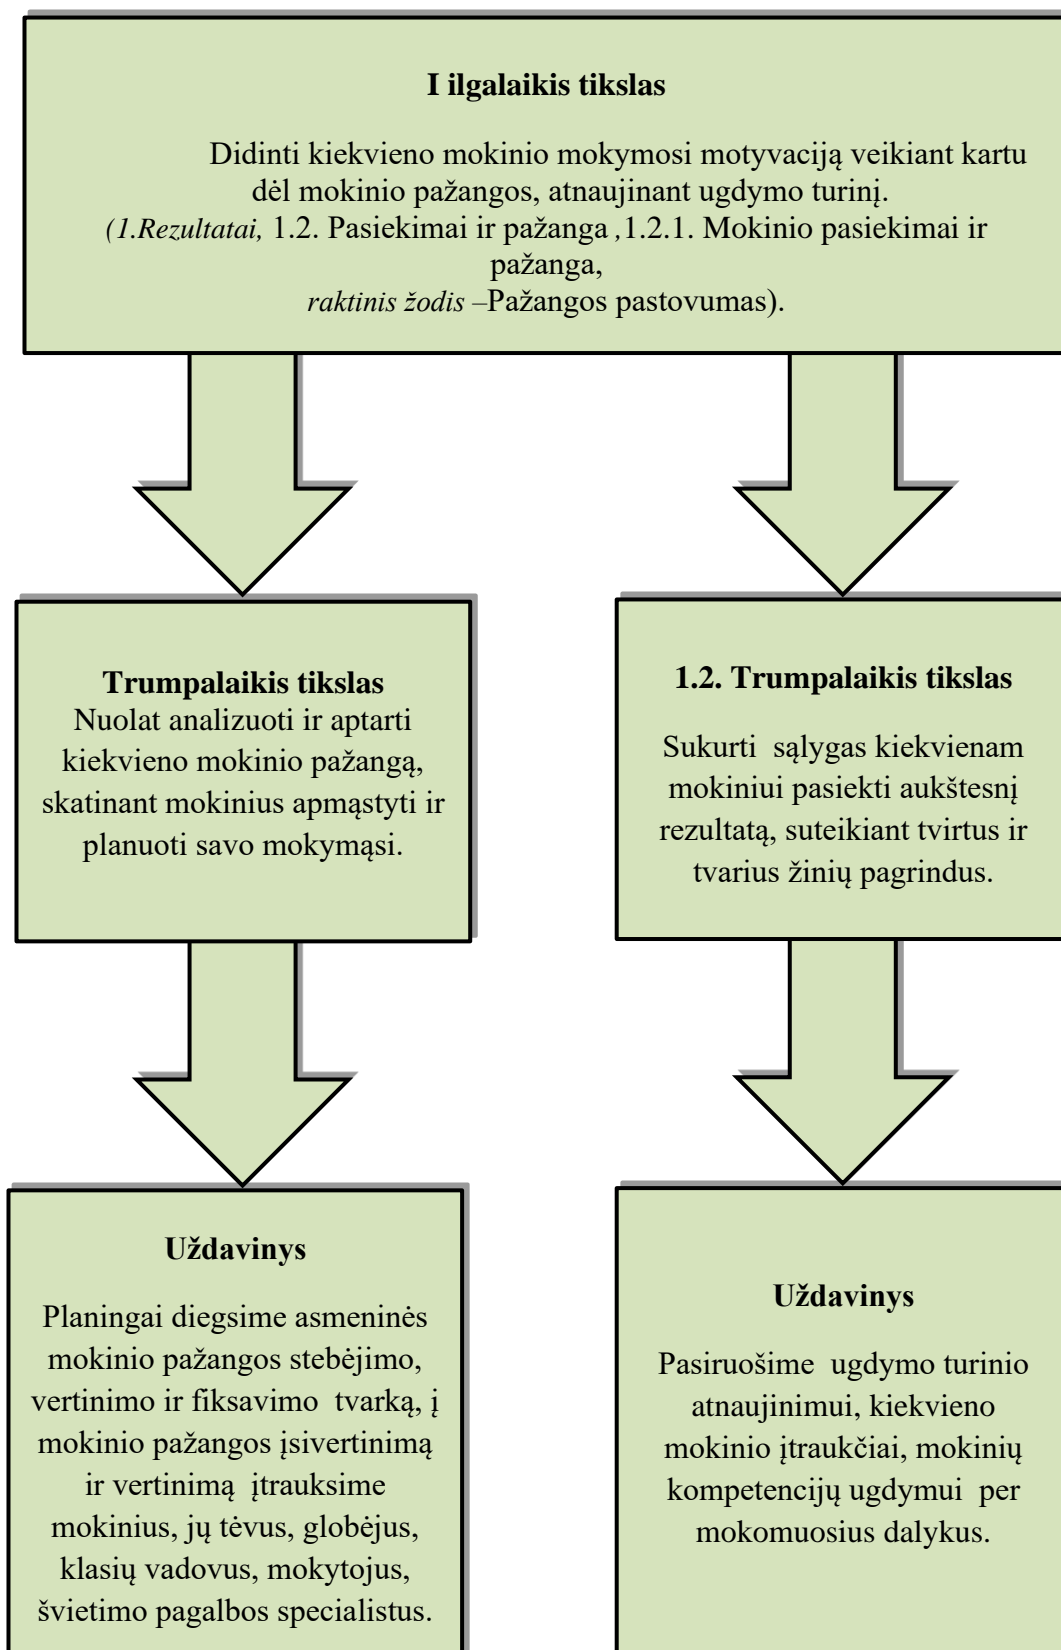 I ilgalaikis tikslas
Didinti kiekvieno mokinio mokymosi motyvaciją veikiant kartu
dėl mokinio pažangos, atnaujinant ugdymo turinį.
(1.Rezultatai, 1.2. Pasiekimai ir pažanga ,1.2.1. Mokinio pasiekimai ir
pažanga,
raktinis žodis –Pažangos pastovumas).
Trumpalaikis tikslas
Nuolat analizuoti ir aptarti
kiekvieno mokinio pažangą,
skatinant mokinius apmąstyti ir
planuoti savo mokymąsi.
1.2. Trumpalaikis tikslas
Sukurti sąlygas kiekvienam
mokiniui pasiekti aukštesnį
rezultatą, suteikiant tvirtus ir
tvarius žinių pagrindus.
Uždavinys
Planingai diegsime asmeninės
mokinio pažangos stebėjimo,
vertinimo ir fiksavimo tvarką, į
mokinio pažangos įsivertinimą
ir vertinimą įtrauksime
mokinius, jų tėvus, globėjus,
klasių vadovus, mokytojus,
švietimo pagalbos specialistus.
Uždavinys
Pasiruošime ugdymo turinio
atnaujinimui, kiekvieno
mokinio įtraukčiai, mokinių
kompetencijų ugdymui per
mokomuosius dalykus.